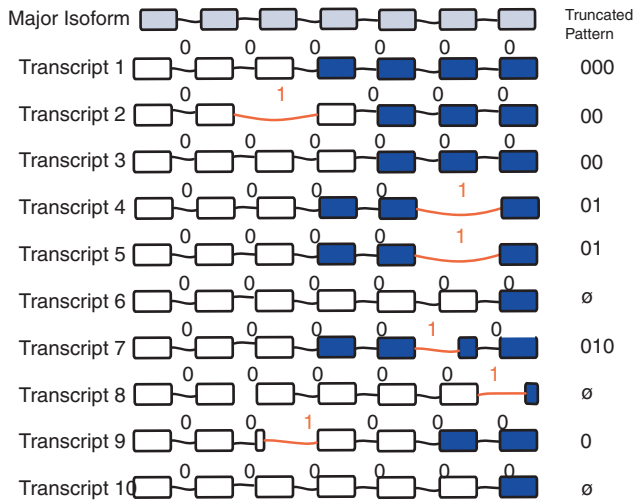 Major Isoform
Truncated
Pattern
0 0 0 0 0 0
Transcript 1 000
0 1 0 0 0
Transcript 2 00
0 0 0 0 0 0
Transcript 3 00
0 0 0 0 1
Transcript 4 01
0 0 0 0 1
Transcript 5 01
0 0 0 0 0 0
Transcript 6 ø
0 0 0 0 1 0
Transcript 7 010
0 0 0 0 0 1
Transcript 8 ø
0 0 1 0 0 0
Transcript 9 0
0 0 0 0 0 0
Transcript 10 ø